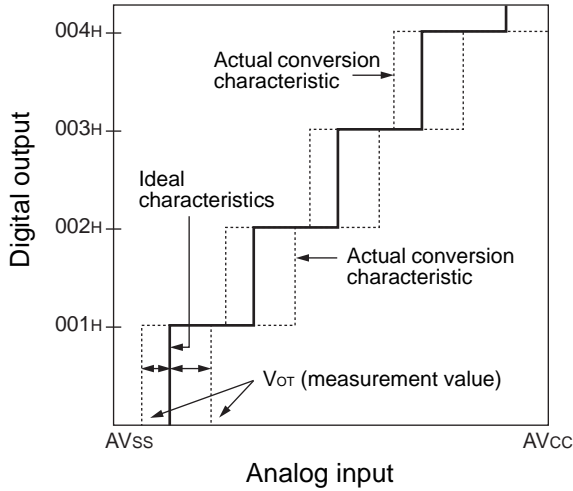 004H
Actual conversion
characteristic
003H
Ideal
characteristics
002H
Actual conversion
characteristic
001H
VOT (measurement value)
AVSS
AVCC
Analog input
Digital output